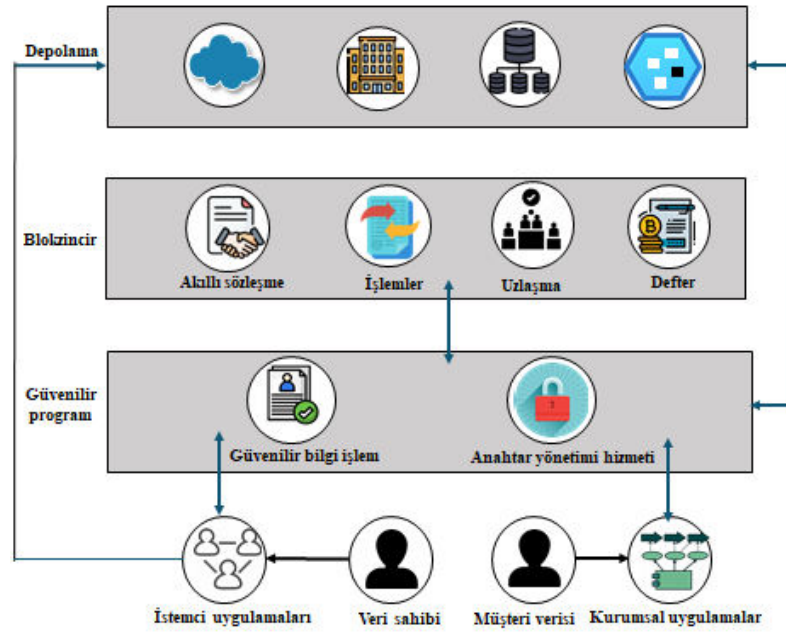 Depolama
Blokzincir
Akıllı sözleşme
İşlemler
Uzlaşma
Defter
Güvenilir
program
Güvenilir bilgi işlem
Anahtar yönetimi hizmeti
İstemci uygulamaları
Veri sahibi
Müşteri verisi
Kurumsal uygulamalar